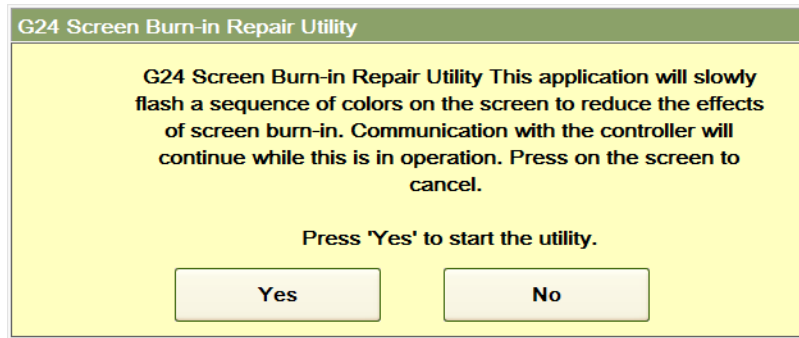 G24 Screen Burn-in Repair Utility
G24 Screen Burn-in Repair Utility This application will slowly
flash a sequence of colors on the screen to reduce the effects
of screen burn-in. Communication with the controller will
continue while this is in operation. Press on the screen to
cancel.
Press 'Yes' to start the utility.
Yes
No